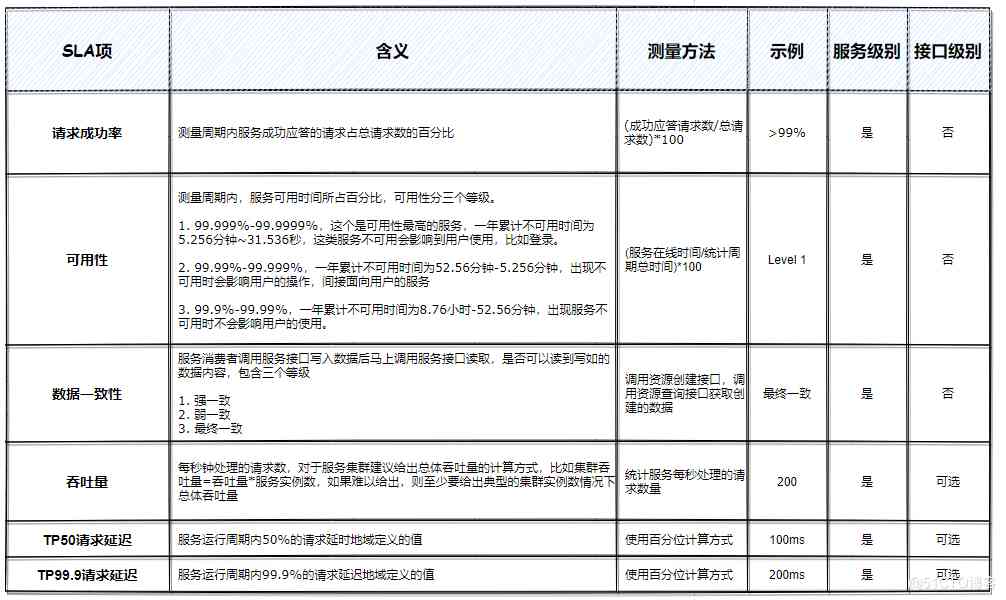 SLA项 含义 测量方法 示例 服务级别 接口级别
请求成功率
测量周期内服务成功应答的请求占总请求数的百分比
(成功应答请求数/总请
求数)*100
>99%
是
否
可用性
测量周期内，服务可用时间所占百分比，可用性分三个等级。
1. 99.999%-99.9999%，这个是可用性最高的服务，一年累计不可用时间为
5.256分钟~31.536秒，这类服务不可用会影响到用户使用，比如登录。
2. 99.99%-99.999%，一年累计不可用时间为52.56分钟-5.256分钟，出现不
可用时会影响用户的操作，间接面向用户的服务
3. 99.9%-99.99%，一年累计不可用时间为8.76小时-52.56分钟，出现服务不
可用时不会影响用户的使用。
(服务在线时间/统计周
期总时间)*100
Level 1
是
否
数据一致性
服务消费者调用服务接口写入数据后马上调用服务接口读取，是否可以读到写如的
数据内容，包含三个等级
1. 强一致
2. 弱一致
3. 最终一致
调用资源创建接口，调
用资源查询接口获取创
建的数据
最终一致
是
否
吞吐量
每秒钟处理的请求数，对于服务集群建议给出总体吞吐量的计算方式，比如集群吞
吐量=吞吐量*服务实例数，如果难以给出，则至少要给出典型的集群实例数情况下
总体吞吐量
统计服务每秒处理的请
求数量
200
是
可选
TP50请求延迟
服务运行周期内50%的请求延时地域定义的值
使用百分位计算方式
100ms
是
可选
TP99.9请求延迟
服务运行周期内99.9%的请求延迟地域定义的值
使用百分位计算方式
200ms
是
可选
@51CTO博客